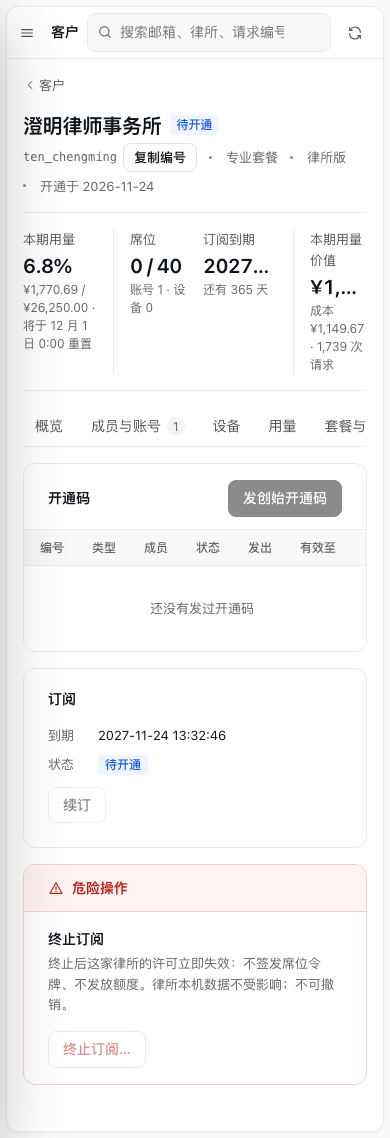 客户
搜索邮箱、律所、请求编号
客户
澄明律师事务所 待开通
ten_chengming 复制编号 • 专业套餐 • 律所版
• 开通于 2026-11-24
本期用量
6.8%
¥1,770.69 /
¥26,250.00 ·
将于 12 月 1
日 0:00 重置
席位
0 / 40
账号 1 · 设
备 0
订阅到期
2027...
还有 365 天
本期用量
价值
¥1,...
成本
¥1,149.67
· 1,739 次
请求
概览 成员与账号 1 设备 用量 套餐与
开通码 发创始开通码
编号 类型 成员 状态 发出 有效至
还没有发过开通码
订阅
到期 2027-11-24 13:32:46
状态 待开通
续订
危险操作
终止订阅
终止后这家律所的许可立即失效：不签发席位令
牌、不发放额度。律所本机数据不受影响；不可撤
销。
终止订阅...